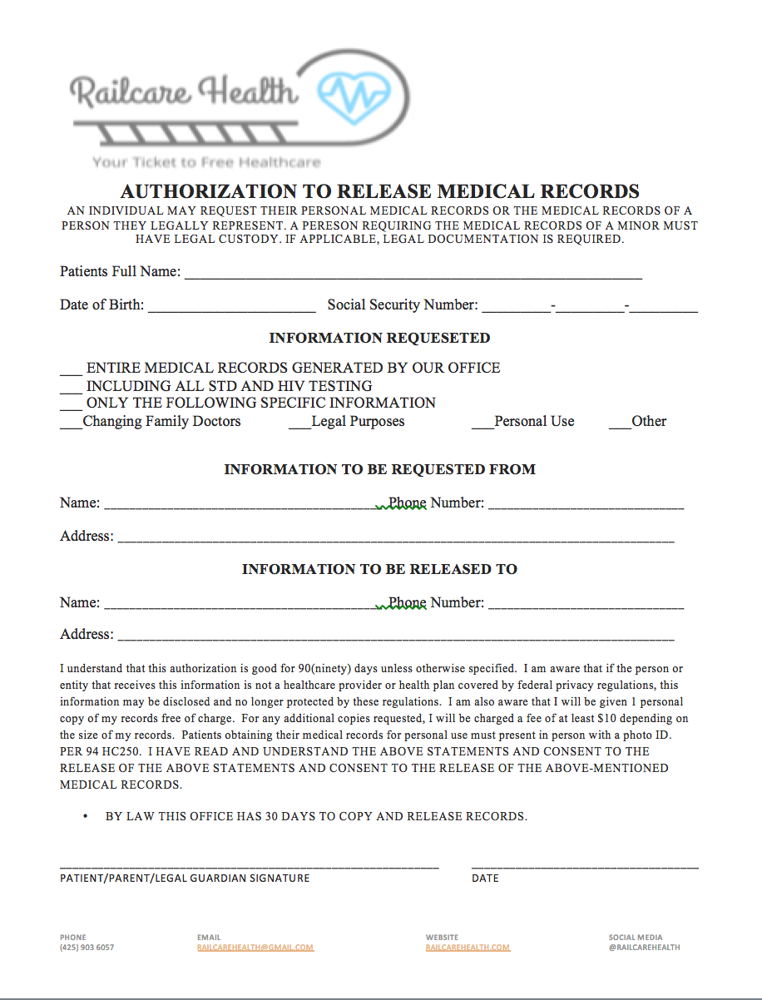 Railcare Health
Your Ticket to Free Healthcare
AUTHORIZATION TO RELEASE MEDICAL RECORDS
AN INDIVIDUAL MAY REQUEST THEIR PERSONAL MEDICAL RECORDS OR THE MEDICAL RECORDS OF A
PERSON THEY LEGALLY REPRESENT. A PERESON REQUIRING THE MEDICAL RECORDS OF A MINOR MUST
HAVE LEGAL CUSTODY. IF APPLICABLE, LEGAL DOCUMENTATION IS REQUIRED.
Patients Full Name: ____________________________________________________________
Date of Birth: ______________________ Social Security Number: _________-_________-_________
INFORMATION REQUESETED
___ ENTIRE MEDICAL RECORDS GENERATED BY OUR OFFICE
___ INCLUDING ALL STD AND HIV TESTING
___ ONLY THE FOLLOWING SPECIFIC INFORMATION
___Changing Family Doctors ___Legal Purposes ___Personal Use ___Other
INFORMATION TO BE REQUESTED FROM
Name: ____________________________________ Phone Number: __________________________
Address: _________________________________________________________________________
INFORMATION TO BE RELEASED TO
Name: ____________________________________ Phone Number: __________________________
Address: _________________________________________________________________________
I understand that this authorization is good for 90(ninety) days unless otherwise specified. I am aware that if the person or
entity that receives this information is not a healthcare provider or health plan covered by federal privacy regulations, this
information may be disclosed and no longer protected by these regulations. I am also aware that I will be given 1 personal
copy of my records free of charge. For any additional copies requested, I will be charged a fee of at least $10 depending on
the size of my records. Patients obtaining their medical records for personal use must present in person with a photo ID.
PER 94 HC250. I HAVE READ AND UNDERSTAND THE ABOVE STATEMENTS AND CONSENT TO THE
RELEASE OF THE ABOVE STATEMENTS AND CONSENT TO THE RELEASE OF THE ABOVE-MENTIONED
MEDICAL RECORDS.
• BY LAW THIS OFFICE HAS 30 DAYS TO COPY AND RELEASE RECORDS.
__________________________________________________ ______________________________
PATIENT/PARENT/LEGAL GUARDIAN SIGNATURE DATE
PHONE EMAIL WEBSITE SOCIAL MEDIA
(425) 903 6057 RAILCAREHEALTH@GMAIL.COM RAILCAREHEALTH.COM @RAILCAREHEALTH